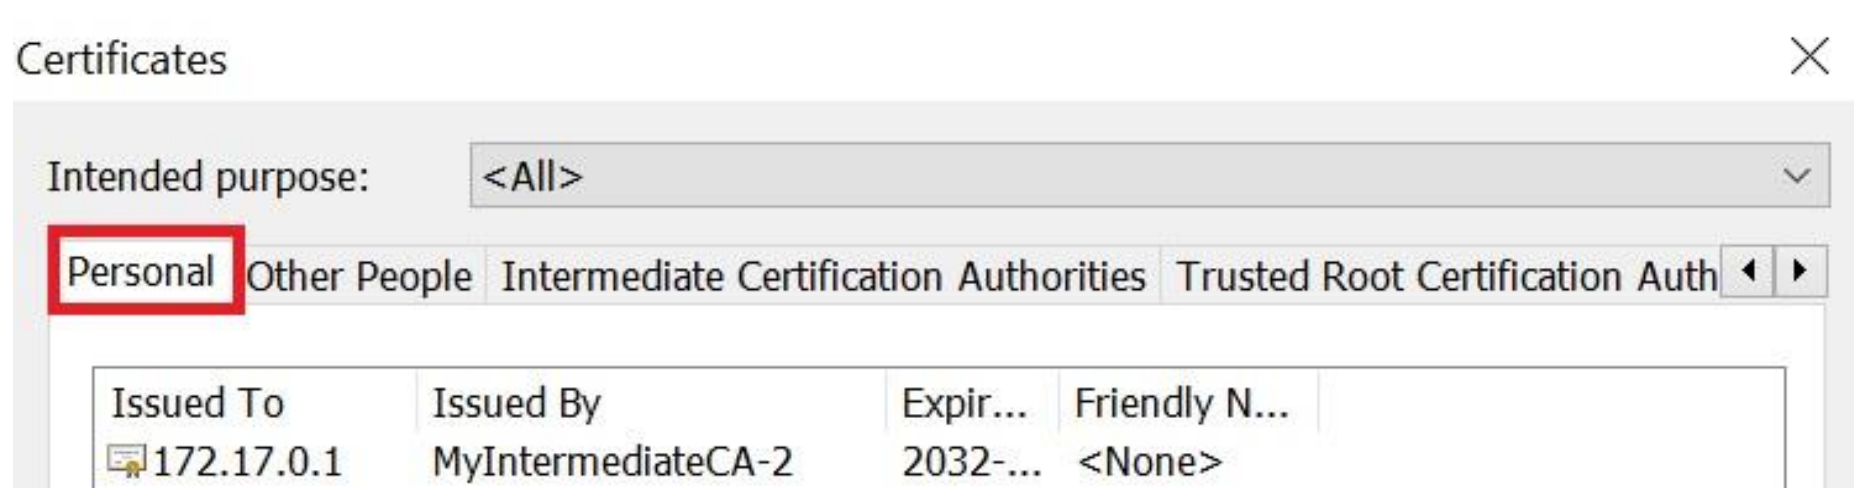 Certificates
Intended purpose: <All>
Personal Other People Intermediate Certification Authorities Trusted Root Certification Auth
Issued To Issued By Expir... Friendly N...
172.17.0.1 MyIntermediateCA-2 2032-... <None>